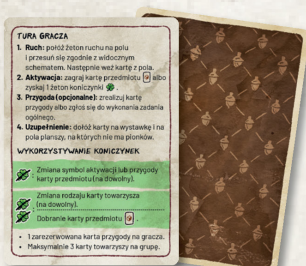 TURA GRACZA
1. Ruch: połóż żeton ruchu na polu
i przesuń się zgodnie z widocznym
schematem. Następnie weź kartę z pola.
2. Aktywacja: zagraj kartę przedmiotu albo
zyskaj 1 żeton koniczynki.
3. Przygoda (opcjonalne): zrealizuj kartę
przygody albo zgłoś się do wykonania zadania
ogólnego.
4. Uzupełnienie: dołóż karty na wystawkę i na
pola planszy, na których nie ma pionków.
WYKORZYSTYWANIE KONICZYNEK
Zmiana symbol aktywacji lub przygody
karty przedmiotu (na dowolny).
Zmiana rodzaju karty towarzysza
(na dowolny).
Dobranie karty przedmiotu
• 1 zarezerwowana karta przygody na gracza.
• Maksymalnie 3 karty towarzyszy na grupę.